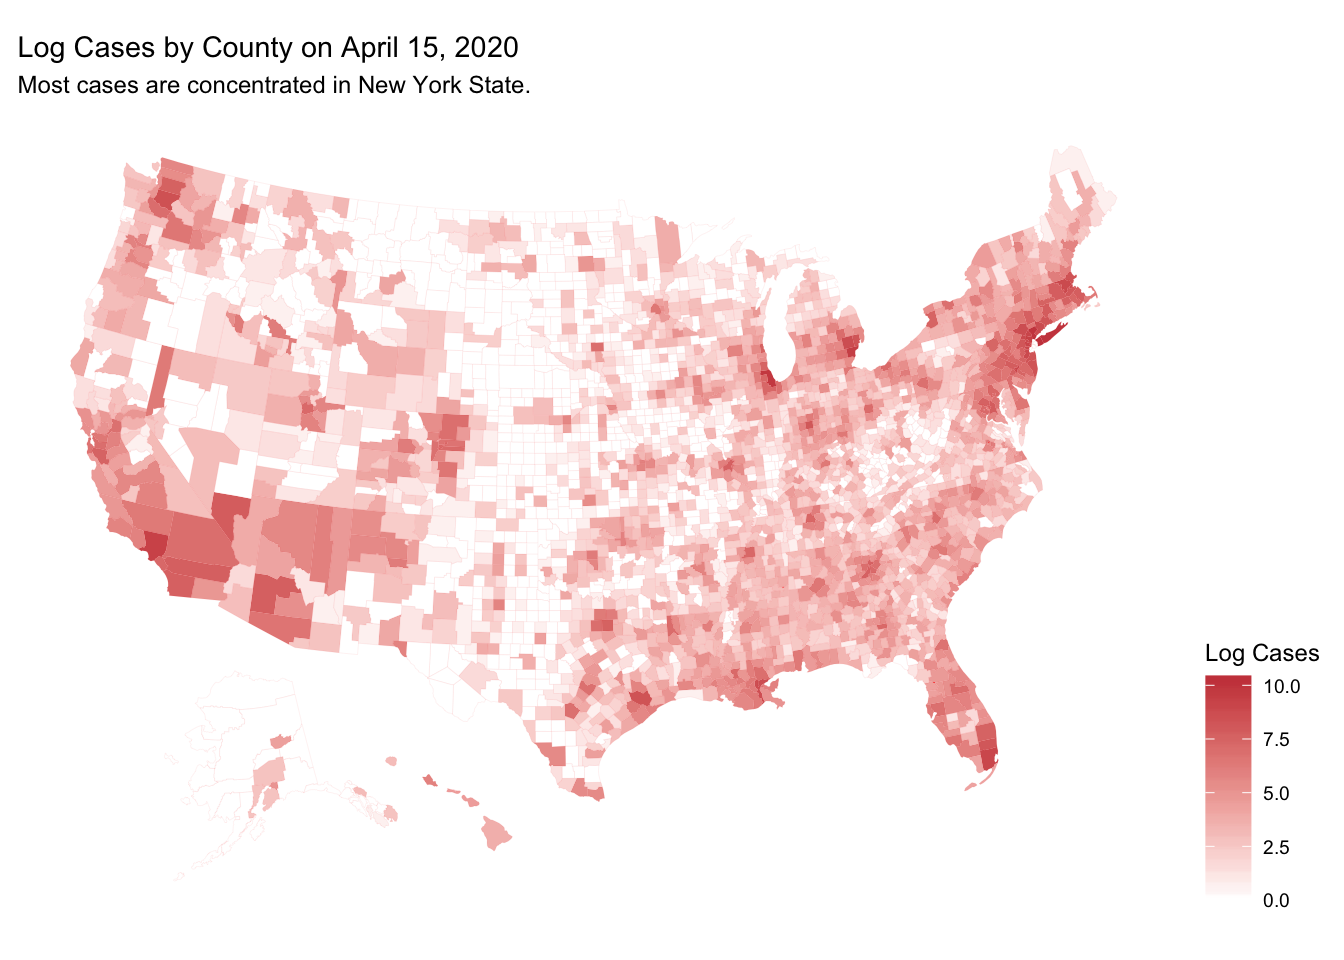 Log Cases by County on April 15, 2020
Most cases are concentrated in New York State.
Log Cases
10.0
7.5
5.0
2.5
0.0